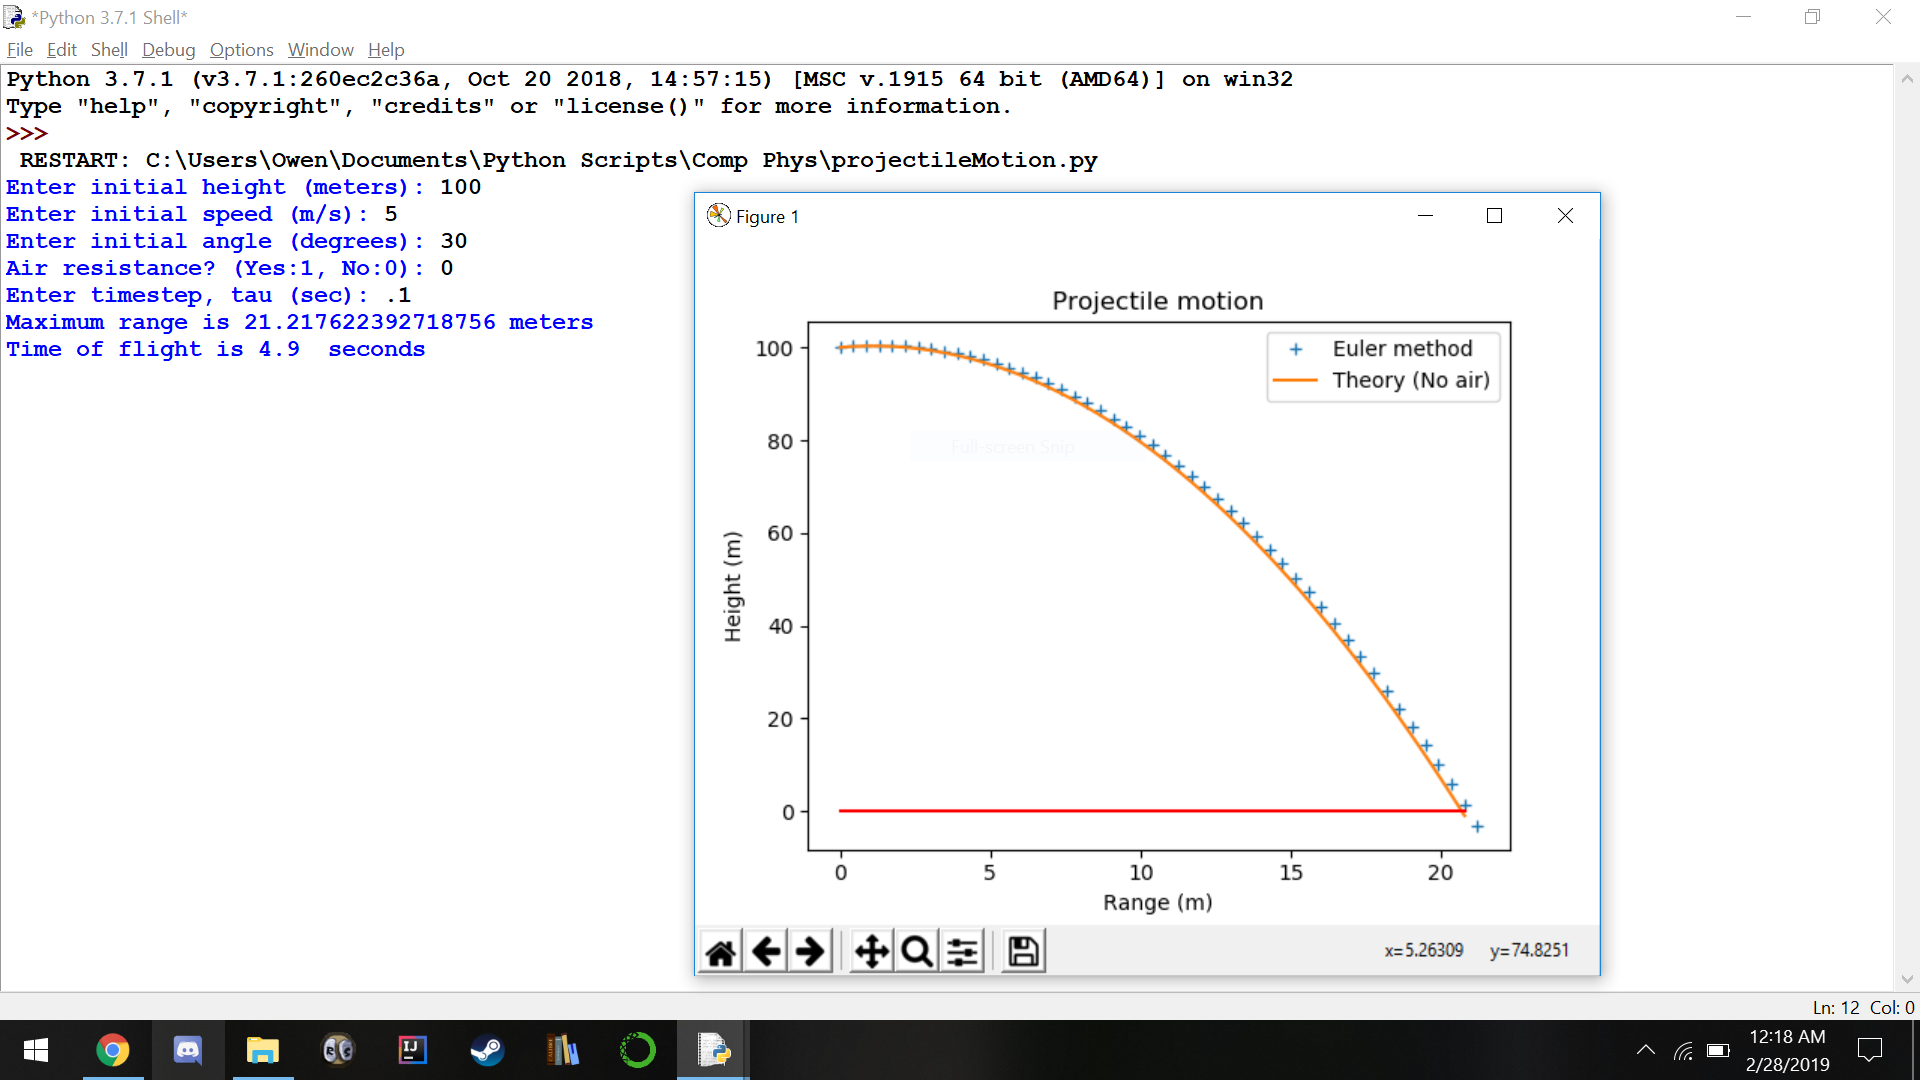 *Python 3.7.1 Shell*
File Edit Shell Debug Options Window Help
Python 3.7.1 (v3.7.1:260ec2c36a, Oct 20 2018, 14:57:15) [MSC v.1915 64 bit (AMD64)] on win32
Type "help", "copyright", "credits" or "license()" for more information.
>>>
RESTART: C:\Users\Owen\Documents\Python Scripts\Comp Phys\projectileMotion.py
Enter initial height (meters): 100
Enter initial speed (m/s): 5
Enter initial angle (degrees): 30
Air resistance? (Yes:1, No:0): 0
Enter timestep, tau (sec): .1
Maximum range is 21.217622392718756 meters
Time of flight is 4.9  seconds
Figure 1
Projectile motion
Euler method
Theory (No air)
100
80
60
40
20
0
Height (m)
Full-screen Snip
0 5 10 15 20
Range (m)
x=5.26309 y=74.8251
Ln: 12 Col: 0
IJ
12:18 AM
2/28/2019